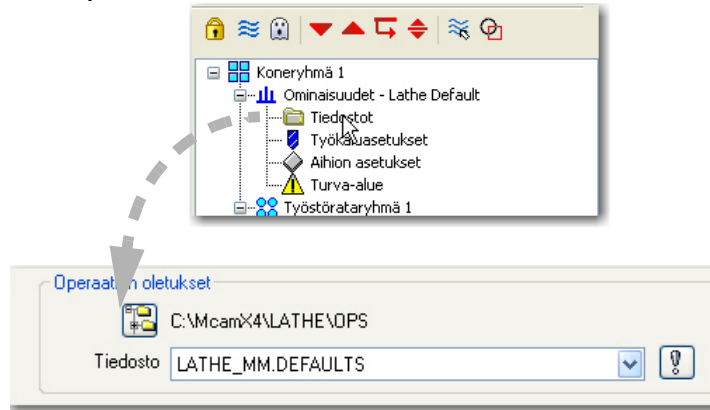 Koneryhmä 1
Ominaisuudet - Lathe Default
Tiedostot
Työkaluasetukset
Aihion asetukset
Turva-alue
Työstörataryhmä 1
Operaation oletukset
C:\McamX4\LATHE\OPS
Tiedosto LATHE_MM.DEFAULTS